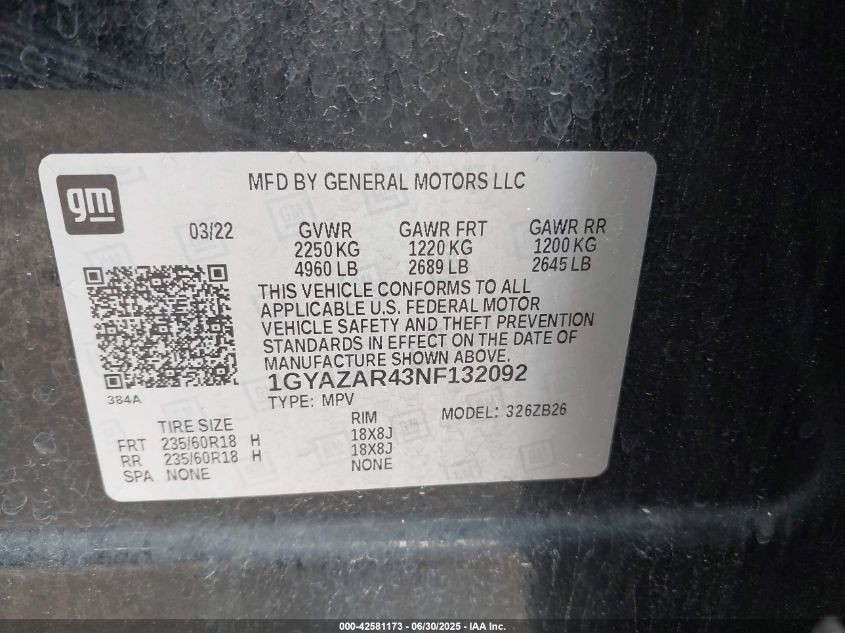 gm
MFD BY GENERAL MOTORS LLC
03/22 GVWR GAWR FRT GAWR RR
2250 KG 1220 KG 1200 KG
4960 LB 2689 LB 2645 LB
THIS VEHICLE CONFORMS TO ALL
APPLICABLE U.S. FEDERAL MOTOR
VEHICLE SAFETY AND THEFT PREVENTION
STANDARDS IN EFFECT ON THE DATE OF
MANUFACTURE SHOWN ABOVE.
1GYAZAR43NF132092
384A
TYPE: MPV MODEL: 326ZB26
TIRE SIZE RIM
FRT 235/60R18 H 18X8J
RR 235/60R18 H 18X8J
SPA NONE NONE
000-42581173 - 06/30/2025 - IAA Inc.